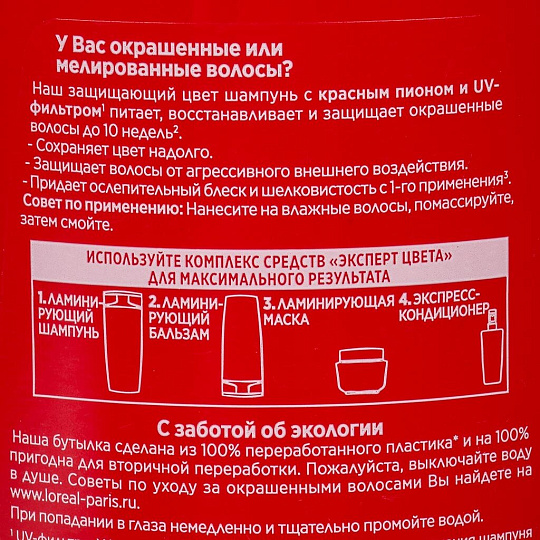 У Вас окрашенные или
мелированные волосы?
Наш защищающий цвет шампунь с красным пионом и UV-
фильтром¹ питает, восстанавливает и защищает окрашенные
волосы до 10 недель².
- Сохраняет цвет надолго.
- Защищает волосы от агрессивного внешнего воздействия.
- Придает ослепительный блеск и шелковистость с 1-го применения³.
Совет по применению: Нанесите на влажные волосы, помассируйте,
затем смойте.
ИСПОЛЬЗУЙТЕ КОМПЛЕКС СРЕДСТВ «ЭКСПЕРТ ЦВЕТА»
ДЛЯ МАКСИМАЛЬНОГО РЕЗУЛЬТАТА
1. ЛАМИНИ-
РУЮЩИЙ
ШАМПУНЬ
2. ЛАМИНИ-
РУЮЩИЙ
БАЛЬЗАМ
3. ЛАМИНИРУЮЩАЯ
МАСКА
4. ЭКСПРЕСС-
КОНДИЦИОНЕР
С заботой об экологии
Наша бутылка сделана из 100% переработанного пластика* и на 100%
пригодна для вторичной переработки. Пожалуйста, выключайте воду
в душе. Советы по уходу за окрашенными волосами Вы найдете на
www.loreal-paris.ru.
При попадании в глаза немедленно и тщательно промойте водой.
¹ UV-фильтр шампуня